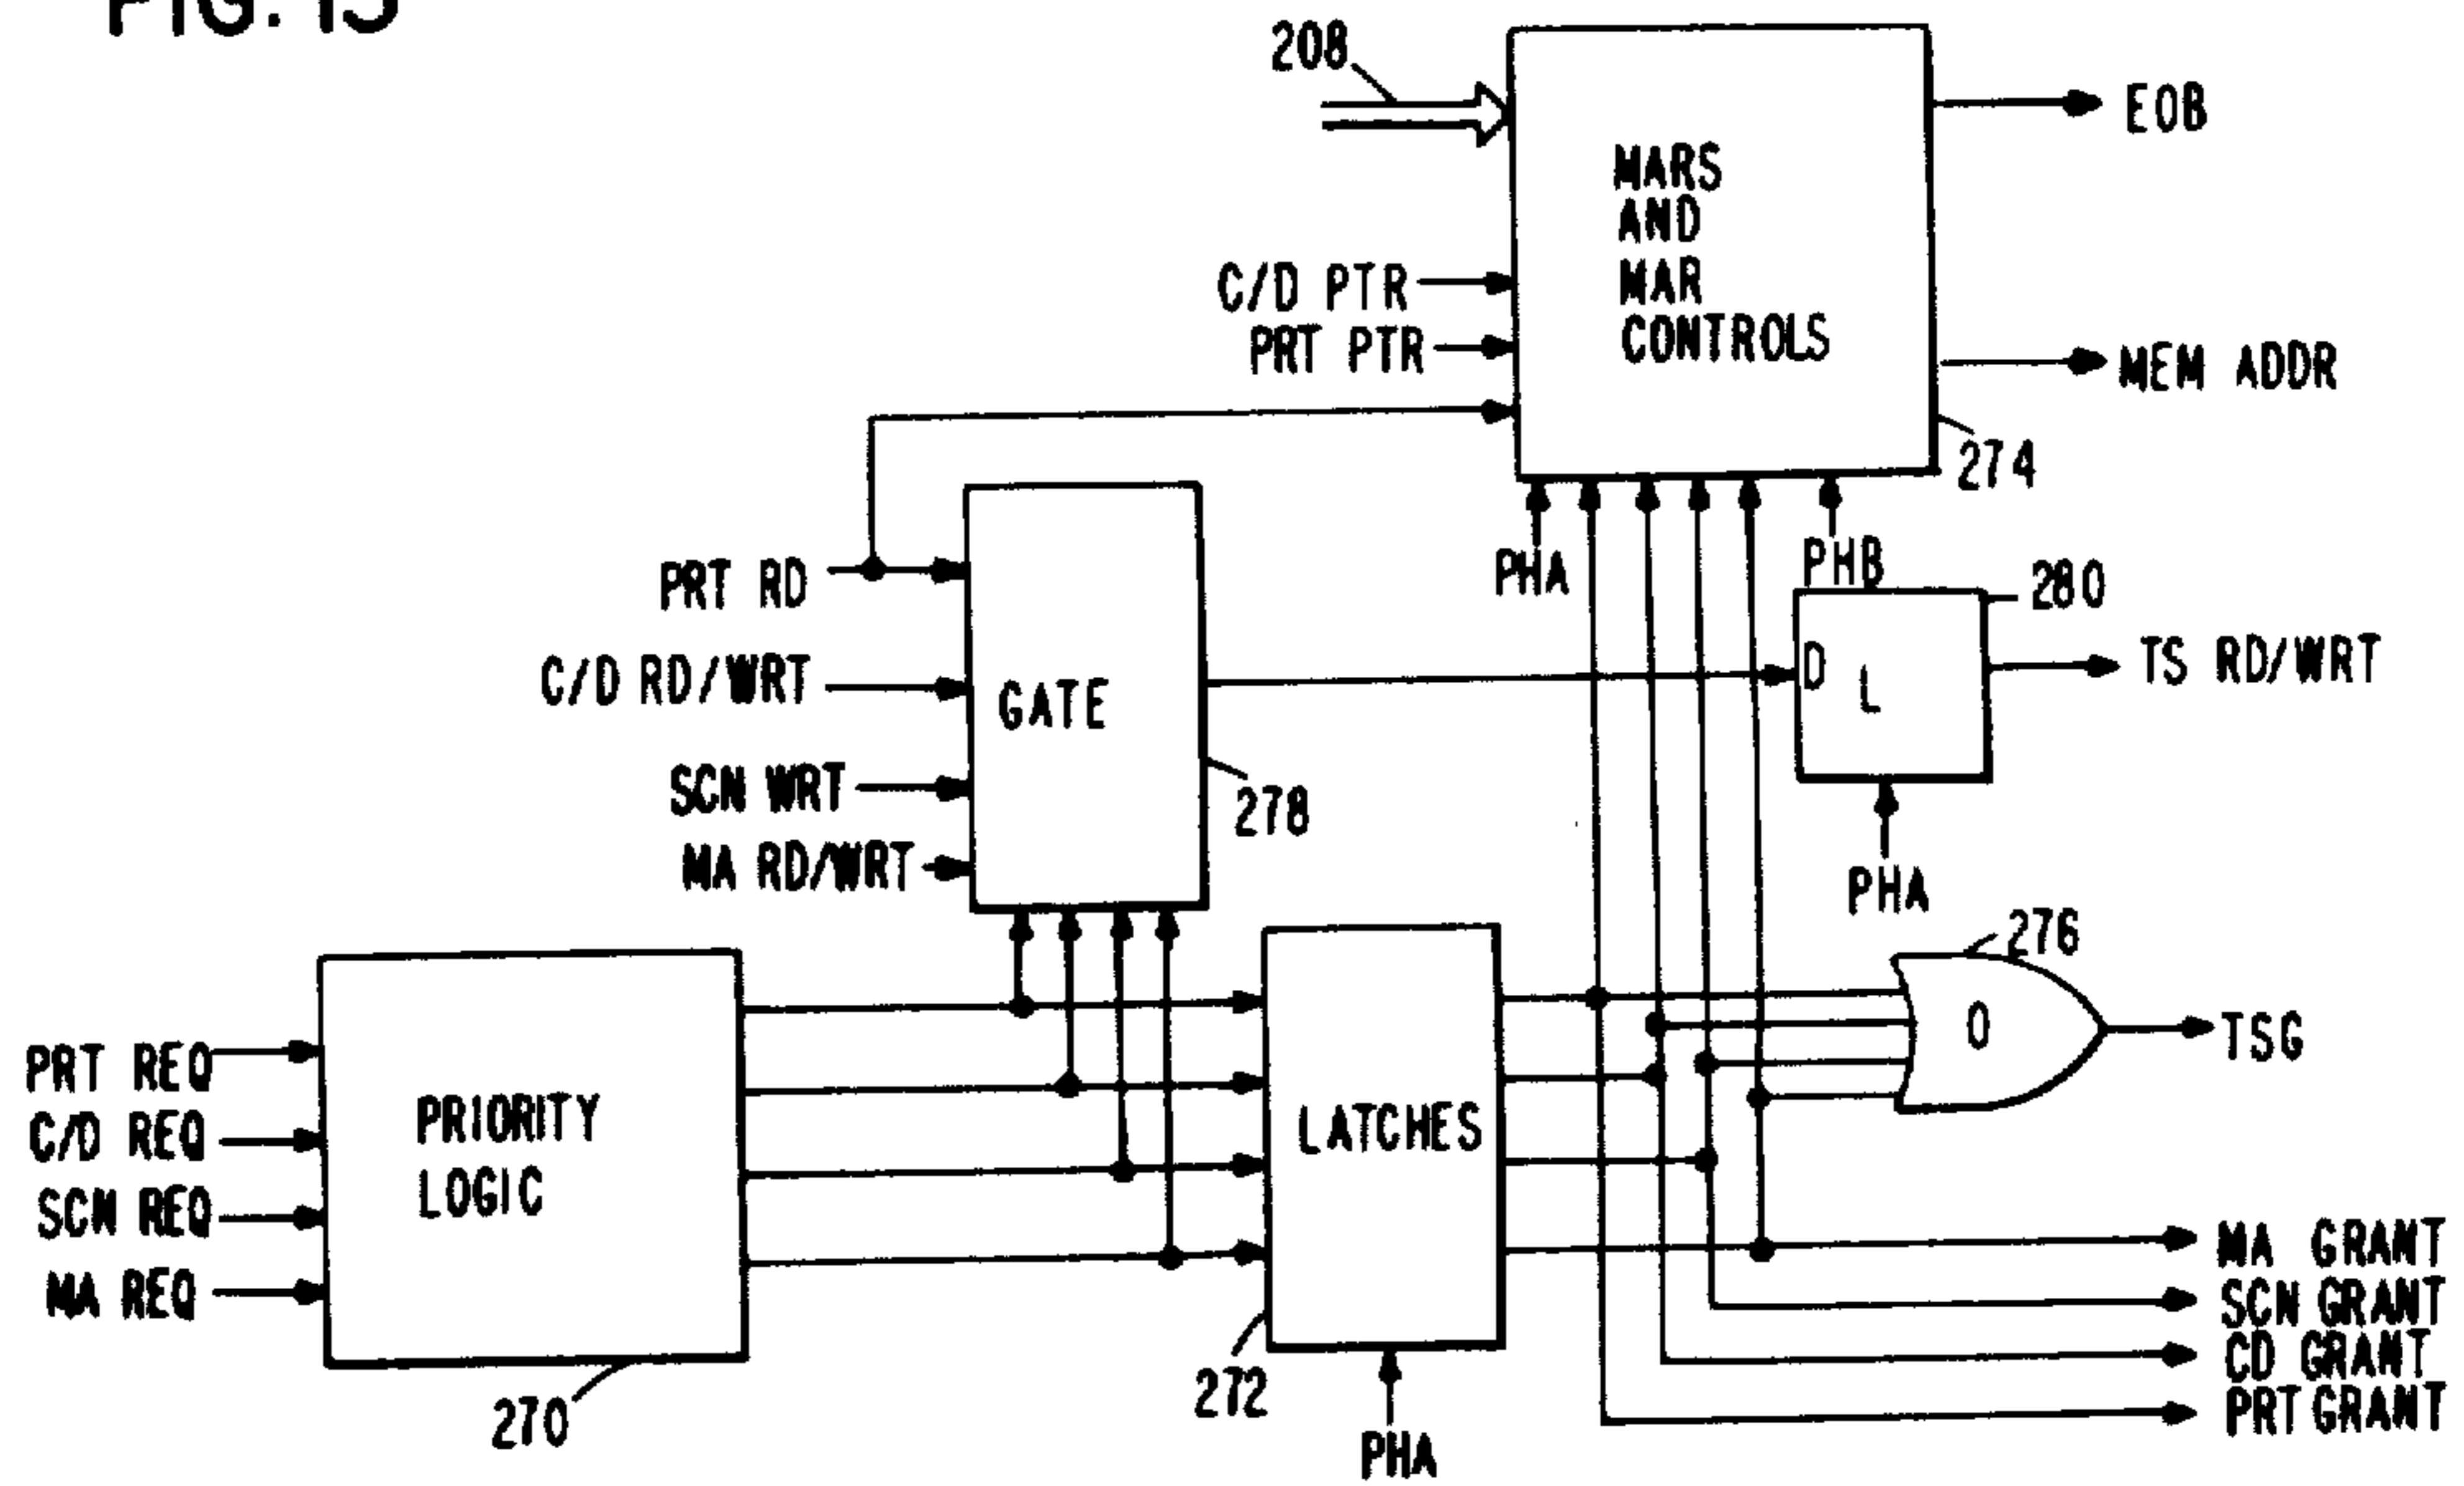 FIG. 15
208
EOB
MARS
AND
MAR
CONTROLS
C/D PTR
PRT PTR
MEM ADDR
274
PHA
PHB
280
PRT RD
C/D RD/WRT
GATE
D
L
TS RD/WRT
SCN WRT
278
MA RD/WRT
PHA
276
PRT REQ
C/D REQ
SCN REQ
MA REQ
PRIORITY
LOGIC
LATCHES
O
TSG
MA GRANT
SCN GRANT
CD GRANT
PRT GRANT
270
272
PHA